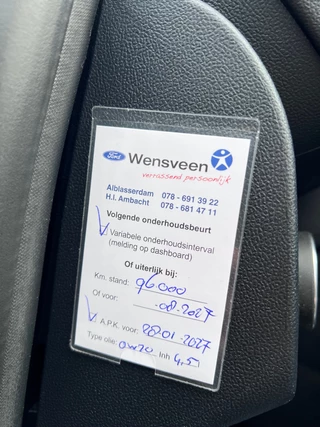 Ford Wensveen
verrassend persoonlijk
Alblasserdam 078 - 691 39 22
H.I. Ambacht 078 - 681 47 11
Volgende onderhoudsbeurt
Variabele onderhoudsinterval
(melding op dashboard)
Of uiterlijk bij:
Km. stand: 96.000
Of voor: .08.2027
A.P.K. voor: 28.01.2027
Type olie: 0w20 Inh 4,5l